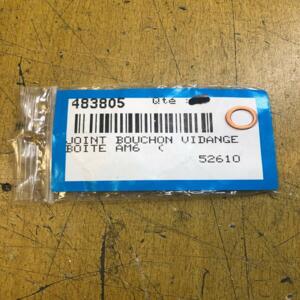 483805 Qté :
JOINT BOUCHON VIDANGE
BOITE AM6 (
52610